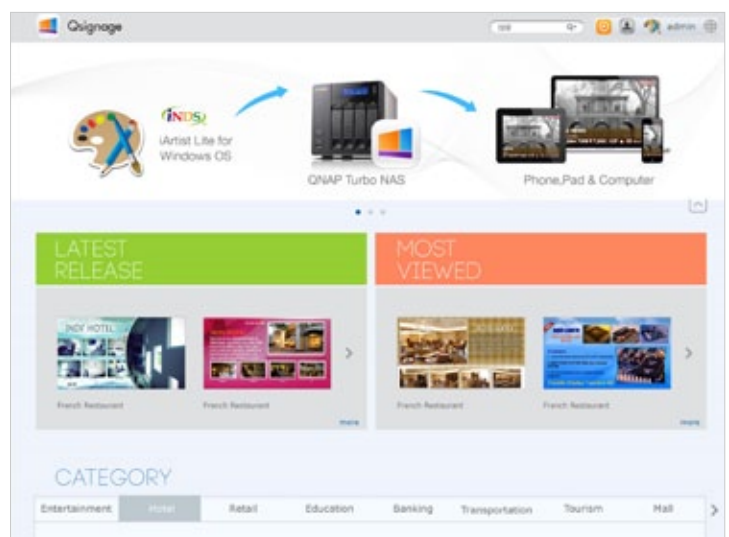 Qsignage
admin
iNDS
iArtist Lite for
Windows OS
QNAP Turbo NAS
Phone,Pad & Computer
LATEST
RELEASE
MOST
VIEWED
INDY HOTEL
French Restaurant
French Restaurant
more
French Restaurant
French Restaurant
more
CATEGORY
Entertainment Hotel Retail Education Banking Transportation Tourism Mall